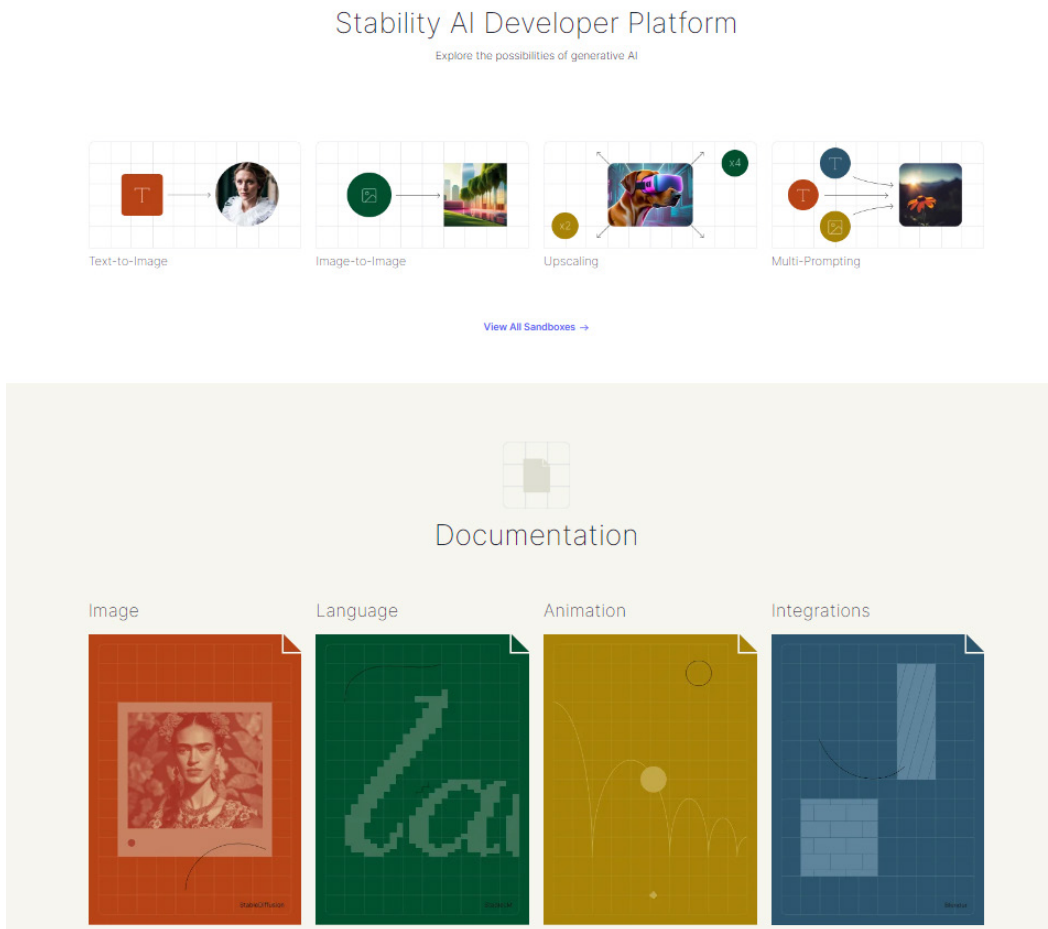 Stability AI Developer Platform
Explore the possibilities of generative AI
T
x4
T
T
x2
Text-to-Image
Image-to-Image
Upscaling
Multi-Prompting
View All Sandboxes →
Documentation
Image
Language
Animation
Integrations
la
StableDiffusion